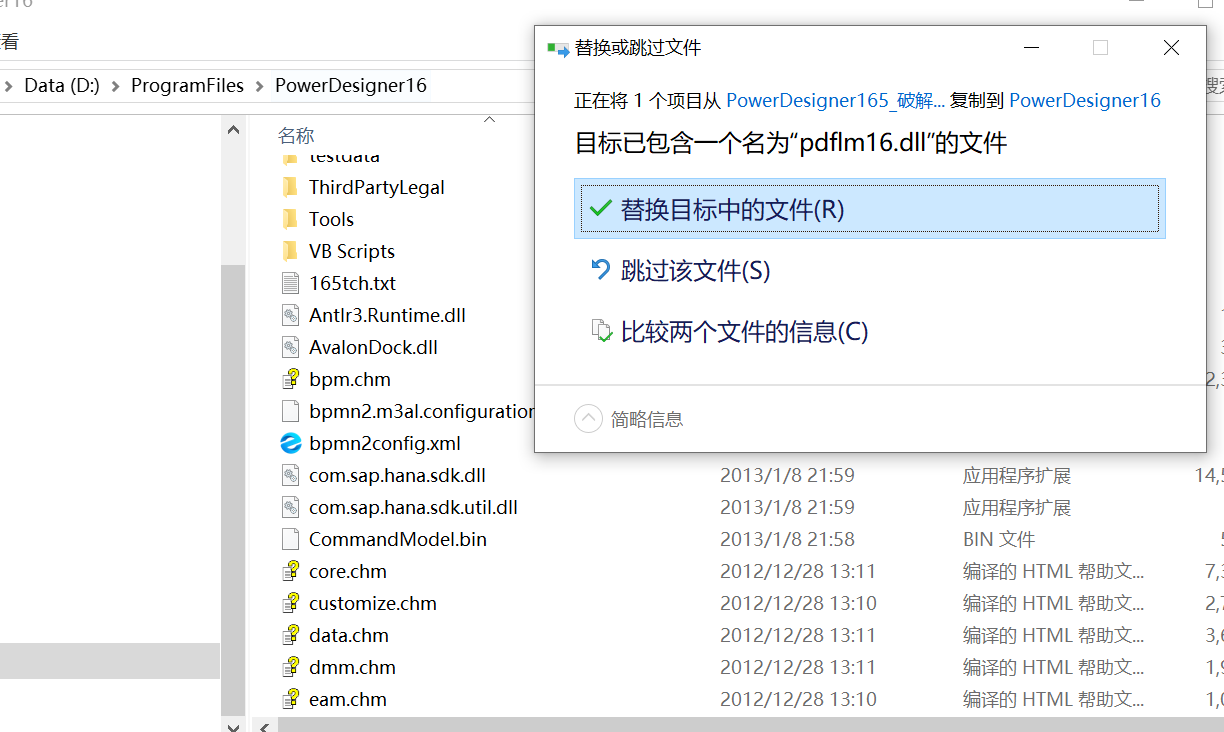 er16
看
Data (D:) ProgramFiles PowerDesigner16
名称
testdata
ThirdPartyLegal
Tools
VB Scripts
165tch.txt
Antlr3.Runtime.dll
AvalonDock.dll
bpm.chm
bpmn2.m3al.configuration
bpmn2config.xml
com.sap.hana.sdk.dll 2013/1/8 21:59 应用程序扩展 14,5
com.sap.hana.sdk.util.dll 2013/1/8 21:59 应用程序扩展
CommandModel.bin 2013/1/8 21:58 BIN 文件
core.chm 2012/12/28 13:11 编译的 HTML 帮助文... 7,3
customize.chm 2012/12/28 13:10 编译的 HTML 帮助文... 2,7
data.chm 2012/12/28 13:11 编译的 HTML 帮助文... 3,6
dmm.chm 2012/12/28 13:11 编译的 HTML 帮助文... 1,9
eam.chm 2012/12/28 13:10 编译的 HTML 帮助文... 1,0
替换或跳过文件
正在将 1 个项目从 PowerDesigner165_破解... 复制到 PowerDesigner16
目标已包含一个名为“pdflm16.dll”的文件
替换目标中的文件(R)
跳过该文件(S)
比较两个文件的信息(C)
简略信息